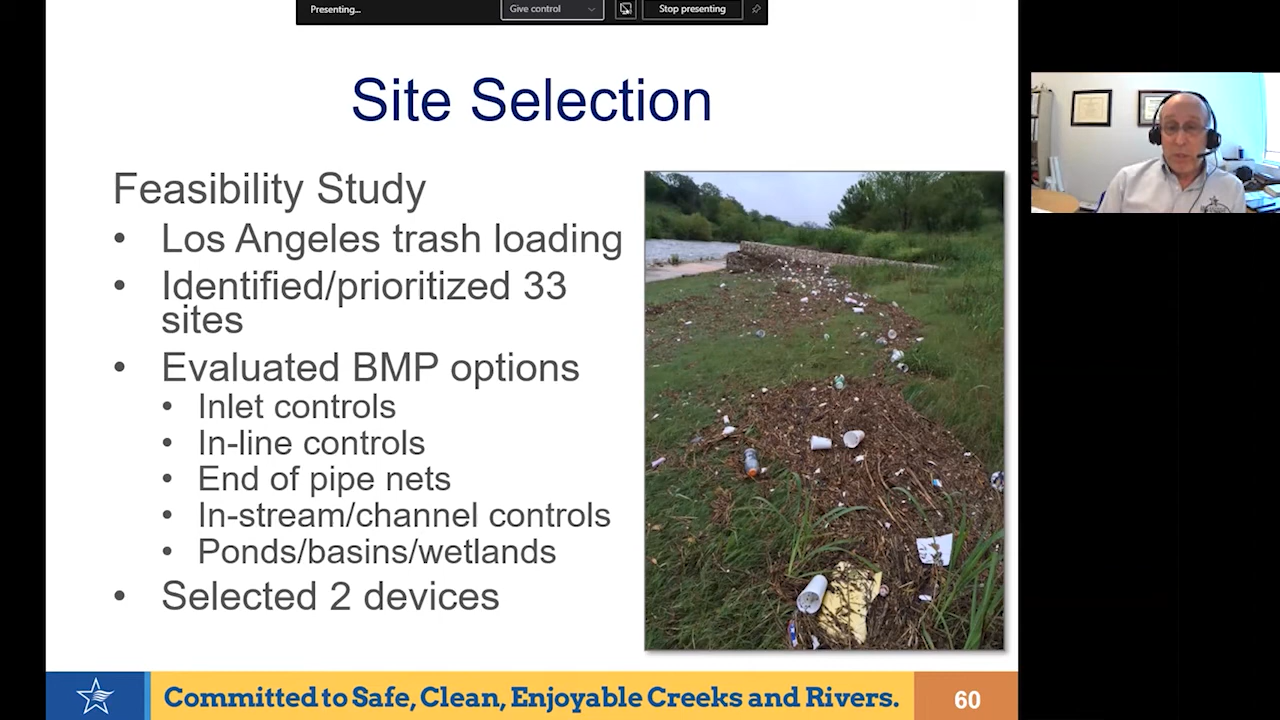 Presenting...
Give control
Stop presenting
Site Selection
Feasibility Study
• Los Angeles trash loading
• Identified/prioritized 33
sites
• Evaluated BMP options
• Inlet controls
• In-line controls
• End of pipe nets
• In-stream/channel controls
• Ponds/basins/wetlands
• Selected 2 devices
Committed to Safe, Clean, Enjoyable Creeks and Rivers.
60